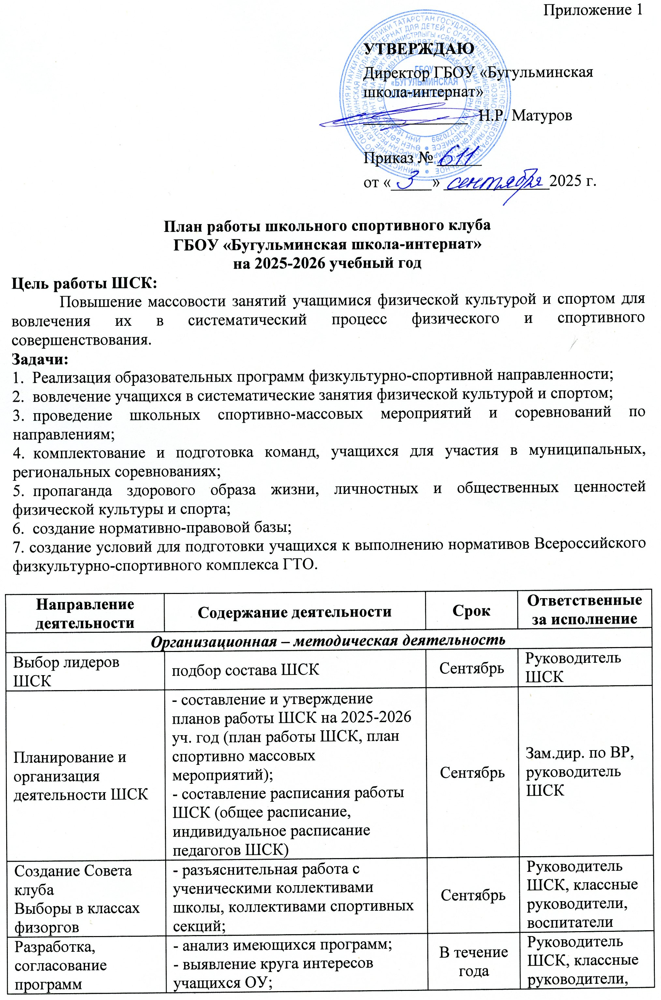 Приложение 1
УТВЕРЖДАЮ
Директор ГБОУ «Бугульминская
школа-интернат»
Н.Р. Матуров
Приказ № 611
от « 3 » сентября 2025 г.
ГБОУ
«БУГУЛЬМИНСКАЯ
ШКОЛА-ИНТЕРНАТ»
План работы школьного спортивного клуба
ГБОУ «Бугульминская школа-интернат»
на 2025-2026 учебный год
Цель работы ШСК:
Повышение массовости занятий учащимися физической культурой и спортом для
вовлечения их в систематический процесс физического и спортивного
совершенствования.
Задачи:
1. Реализация образовательных программ физкультурно-спортивной направленности;
2. вовлечение учащихся в систематические занятия физической культурой и спортом;
3. проведение школьных спортивно-массовых мероприятий и соревнований по
направлениям;
4. комплектование и подготовка команд, учащихся для участия в муниципальных,
региональных соревнованиях;
5. пропаганда здорового образа жизни, личностных и общественных ценностей
физической культуры и спорта;
6. создание нормативно-правовой базы;
7. создание условий для подготовки учащихся к выполнению нормативов Всероссийского
физкультурно-спортивного комплекса ГТО.
Направление
деятельности
Содержание деятельности
Срок
Ответственные
за исполнение
Организационная – методическая деятельность
Выбор лидеров
ШСК
подбор состава ШСК
Сентябрь
Руководитель
ШСК
Планирование и
организация
деятельности ШСК
- составление и утверждение
планов работы ШСК на 2025-2026
уч. год (план работы ШСК, план
спортивно массовых
мероприятий);
- составление расписания работы
ШСК (общее расписание,
индивидуальное расписание
педагогов ШСК)
Сентябрь
Зам.дир. по ВР,
руководитель
ШСК
Создание Совета
клуба
Выборы в классах
физоргов
- разъяснительная работа с
ученическими коллективами
школы, коллективами спортивных
секций;
Сентябрь
Руководитель
ШСК, классные
руководители,
воспитатели
Разработка,
согласование
программ
- анализ имеющихся программ;
- выявление круга интересов
учащихся ОУ;
В течение
года
Руководитель
ШСК, классные
руководители,